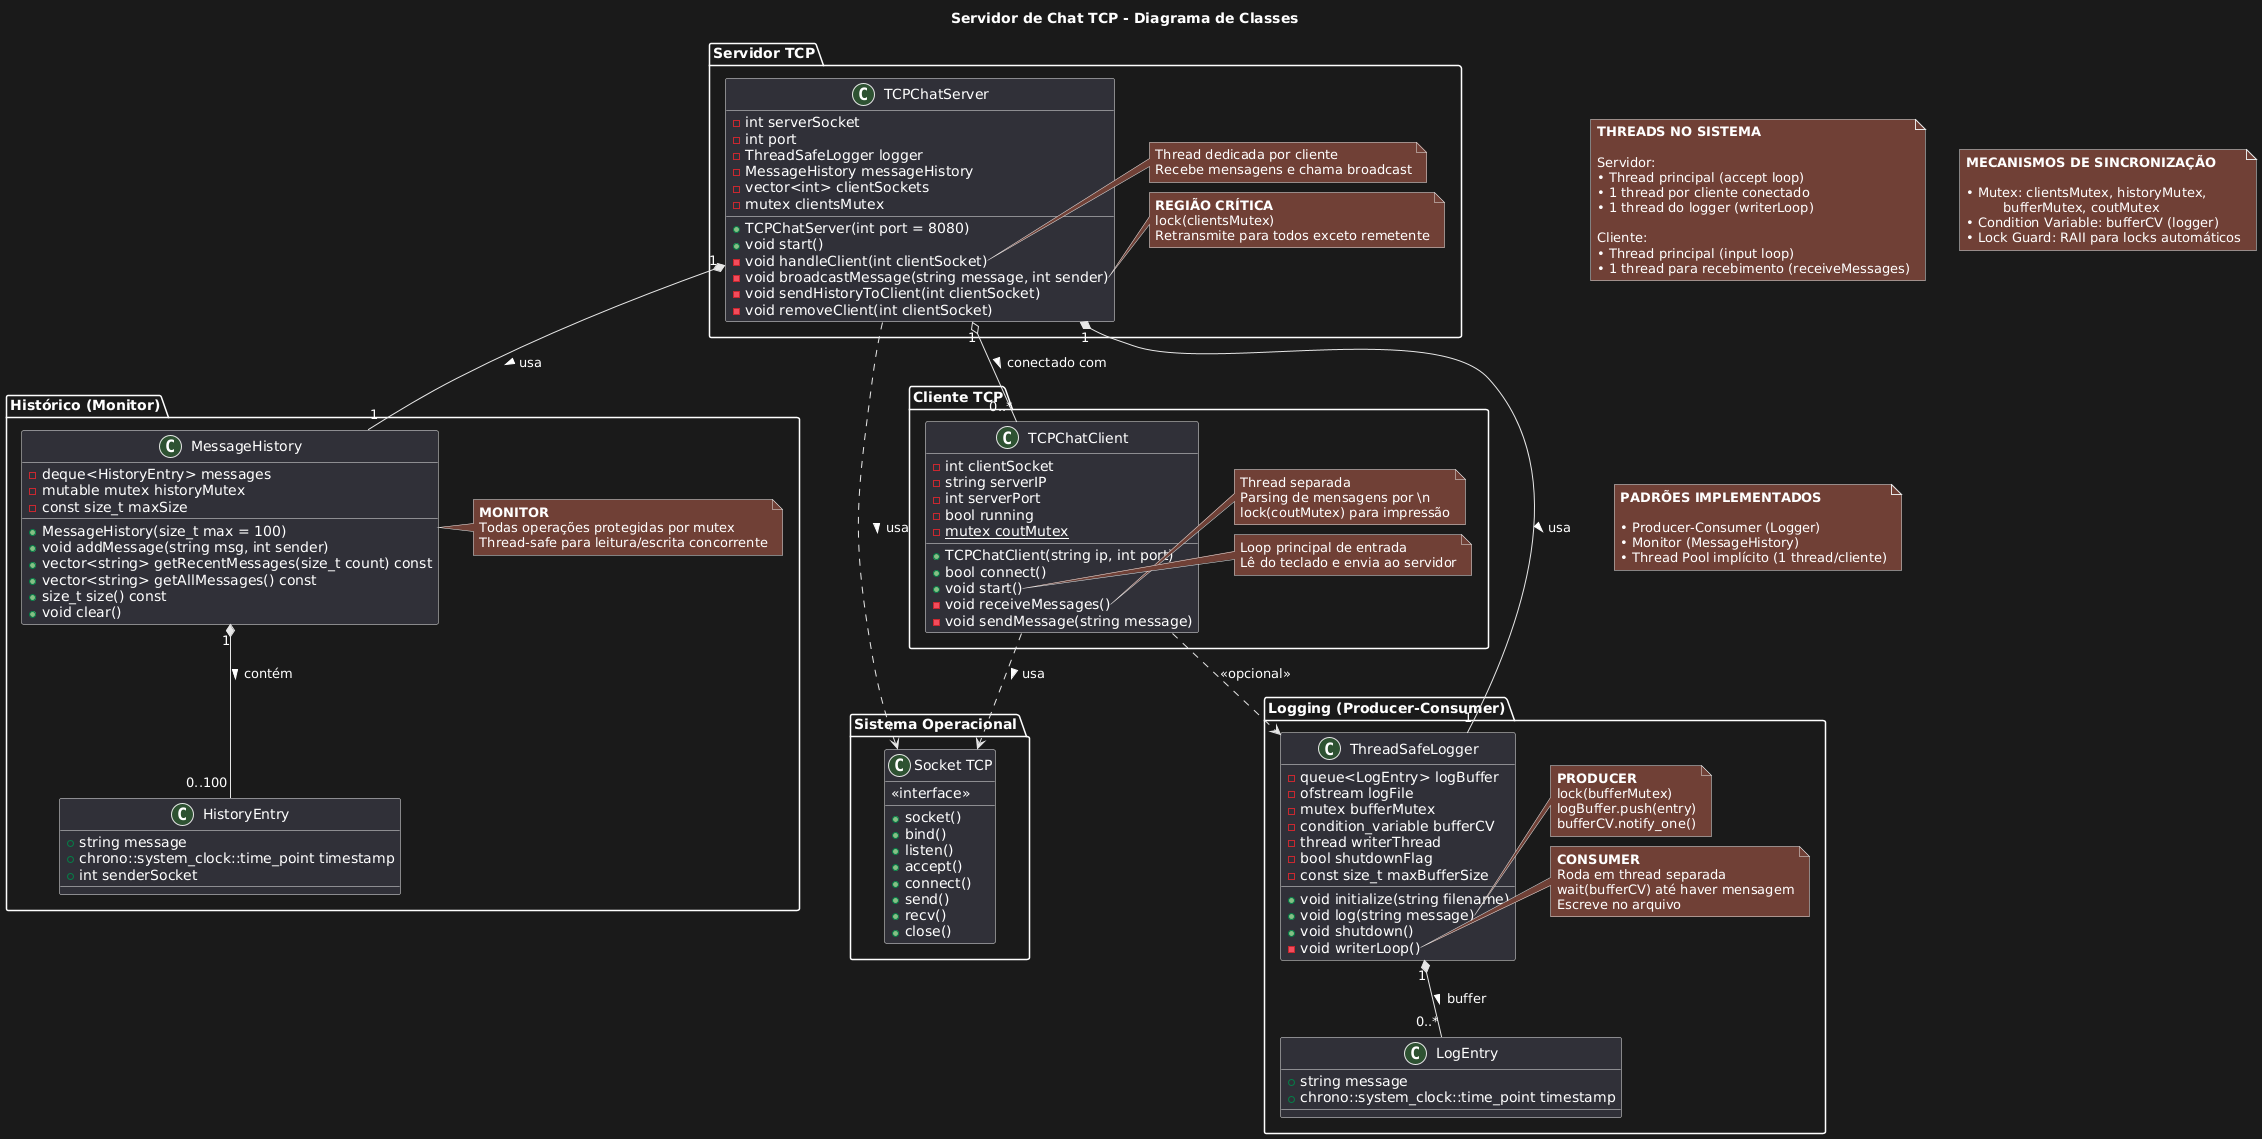 Servidor de Chat TCP - Diagrama de Classes
Servidor TCP
TCPChatServer
int serverSocket
int port
ThreadSafeLogger logger
MessageHistory messageHistory
vector<int> clientSockets
mutex clientsMutex
TCPChatServer(int port = 8080)
void start()
void handleClient(int clientSocket)
void broadcastMessage(string message, int sender)
void sendHistoryToClient(int clientSocket)
void removeClient(int clientSocket)
Thread dedicada por cliente
Recebe mensagens e chama broadcast
REGIÃO CRÍTICA
lock(clientsMutex)
Retransmite para todos exceto remetente
THREADS NO SISTEMA
Servidor:
• Thread principal (accept loop)
• 1 thread por cliente conectado
• 1 thread do logger (writerLoop)
Cliente:
• Thread principal (input loop)
• 1 thread para recebimento (receiveMessages)
MECANISMOS DE SINCRONIZAÇÃO
• Mutex: clientsMutex, historyMutex,
bufferMutex, coutMutex
• Condition Variable: bufferCV (logger)
• Lock Guard: RAII para locks automáticos
1
1
1
usa
conectado com
1
0..*
Histórico (Monitor)
MessageHistory
deque<HistoryEntry> messages
mutable mutex historyMutex
const size_t maxSize
MessageHistory(size_t max = 100)
void addMessage(string msg, int sender)
vector<string> getRecentMessages(size_t count) const
vector<string> getAllMessages() const
size_t size() const
void clear()
MONITOR
Todas operações protegidas por mutex
Thread-safe para leitura/escrita concorrente
1
contém
0..100
HistoryEntry
string message
chrono::system_clock::time_point timestamp
int senderSocket
usa
Cliente TCP
TCPChatClient
int clientSocket
string serverIP
int serverPort
bool running
mutex coutMutex
TCPChatClient(string ip, int port)
bool connect()
void start()
void receiveMessages()
void sendMessage(string message)
Thread separada
Parsing de mensagens por \n
lock(coutMutex) para impressão
Loop principal de entrada
Lê do teclado e envia ao servidor
usa
PADRÕES IMPLEMENTADOS
• Producer-Consumer (Logger)
• Monitor (MessageHistory)
• Thread Pool implícito (1 thread/cliente)
usa
«opcional»
Sistema Operacional
Socket TCP
«interface»
socket()
bind()
listen()
accept()
connect()
send()
recv()
close()
Logging (Producer-Consumer)
1
ThreadSafeLogger
queue<LogEntry> logBuffer
ofstream logFile
mutex bufferMutex
condition_variable bufferCV
thread writerThread
bool shutdownFlag
const size_t maxBufferSize
void initialize(string filename)
void log(string message)
void shutdown()
void writerLoop()
PRODUCER
lock(bufferMutex)
logBuffer.push(entry)
bufferCV.notify_one()
CONSUMER
Roda em thread separada
wait(bufferCV) até haver mensagem
Escreve no arquivo
1
buffer
0..*
LogEntry
string message
chrono::system_clock::time_point timestamp